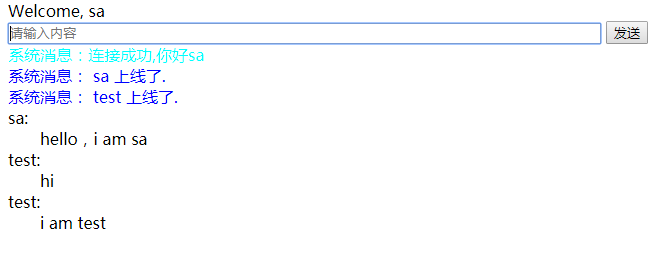 Welcome, sa
请输入内容 发送
系统消息：连接成功,你好sa
系统消息： sa 上线了.
系统消息： test 上线了.
sa:
hello，i am sa
test:
hi
test:
i am test